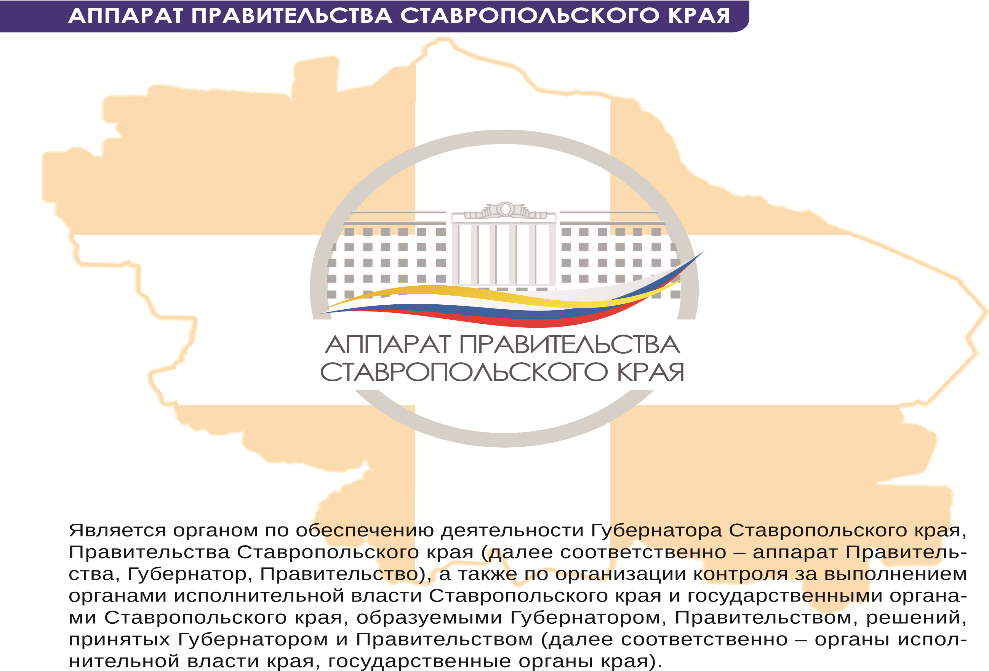 АППАРАТ ПРАВИТЕЛЬСТВА СТАВРОПОЛЬСКОГО КРАЯ
АППАРАТ ПРАВИТЕЛЬСТВА
СТАВРОПОЛЬСКОГО КРАЯ
Является органом по обеспечению деятельности Губернатора Ставропольского края,
Правительства Ставропольского края (далее соответственно – аппарат Правитель-
ства, Губернатор, Правительство), а также по организации контроля за выполнением
органами исполнительной власти Ставропольского края и государственными органа-
ми Ставропольского края, образуемыми Губернатором, Правительством, решений,
принятых Губернатором и Правительством (далее соответственно – органы испол-
нительной власти края, государственные органы края).